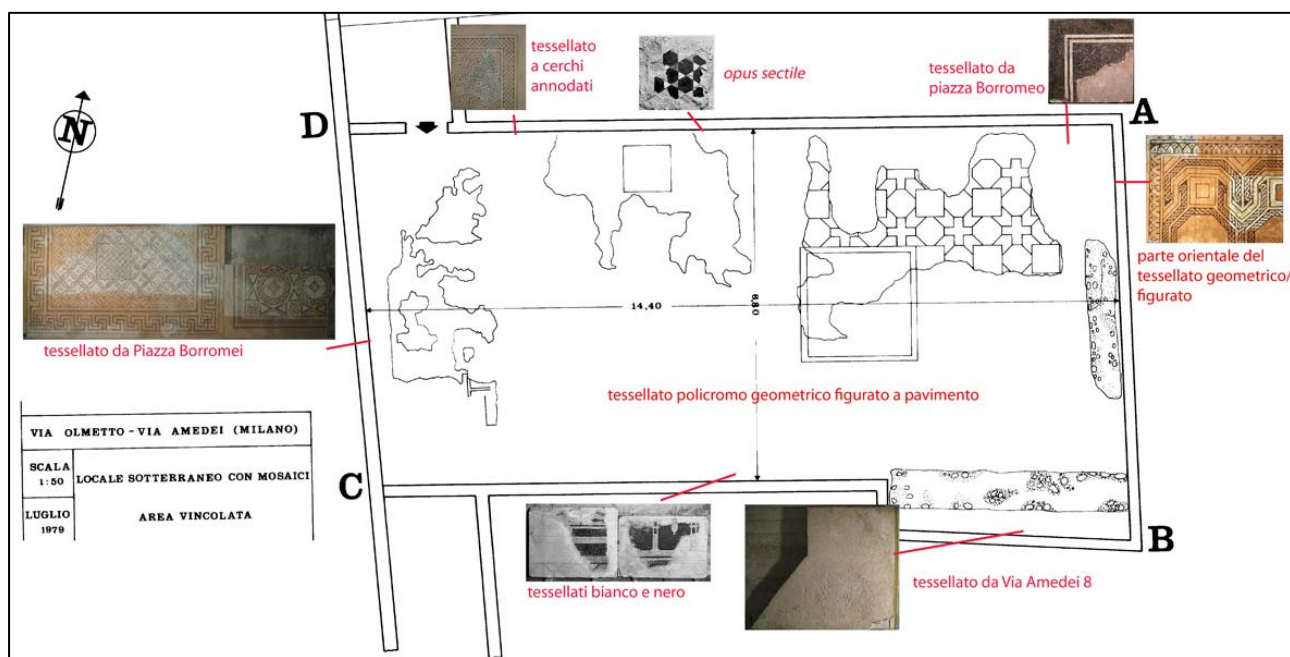 tessellato
a cerchi
annodati
opus sectile
tessellato da
piazza Borromeo
D
A
N
parte orientale del
tessellato geometrico/
figurato
14,40
6,80
tessellato da Piazza Borromei
tessellato policromo geometrico figurato a pavimento
VIA OLMETTO - VIA AMEDEI (MILANO)
SCALA
1:50
LOCALE SOTTERRANEO CON MOSAICI
LUGLIO
1979
AREA VINCOLATA
C
B
tessellati bianco e nero
tessellato da Via Amedei 8